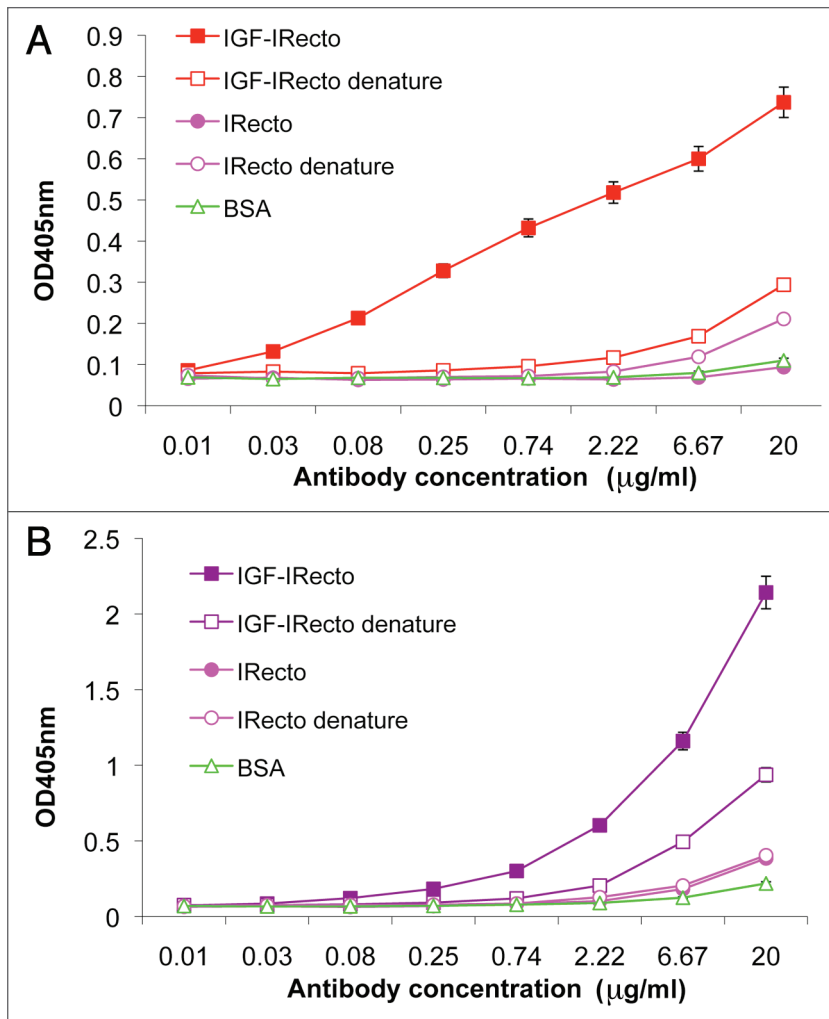 A
IGF-IRecto
IGF-IRecto denature
IRecto
IRecto denature
BSA
OD405nm
0.9
0.8
0.7
0.6
0.5
0.4
0.3
0.2
0.1
0
0.01 0.03 0.08 0.25 0.74 2.22 6.67 20
Antibody concentration (μg/ml)
B
IGF-IRecto
IGF-IRecto denature
IRecto
IRecto denature
BSA
OD405nm
2.5
2
1.5
1
0.5
0
0.01 0.03 0.08 0.25 0.74 2.22 6.67 20
Antibody concentration (μg/ml)